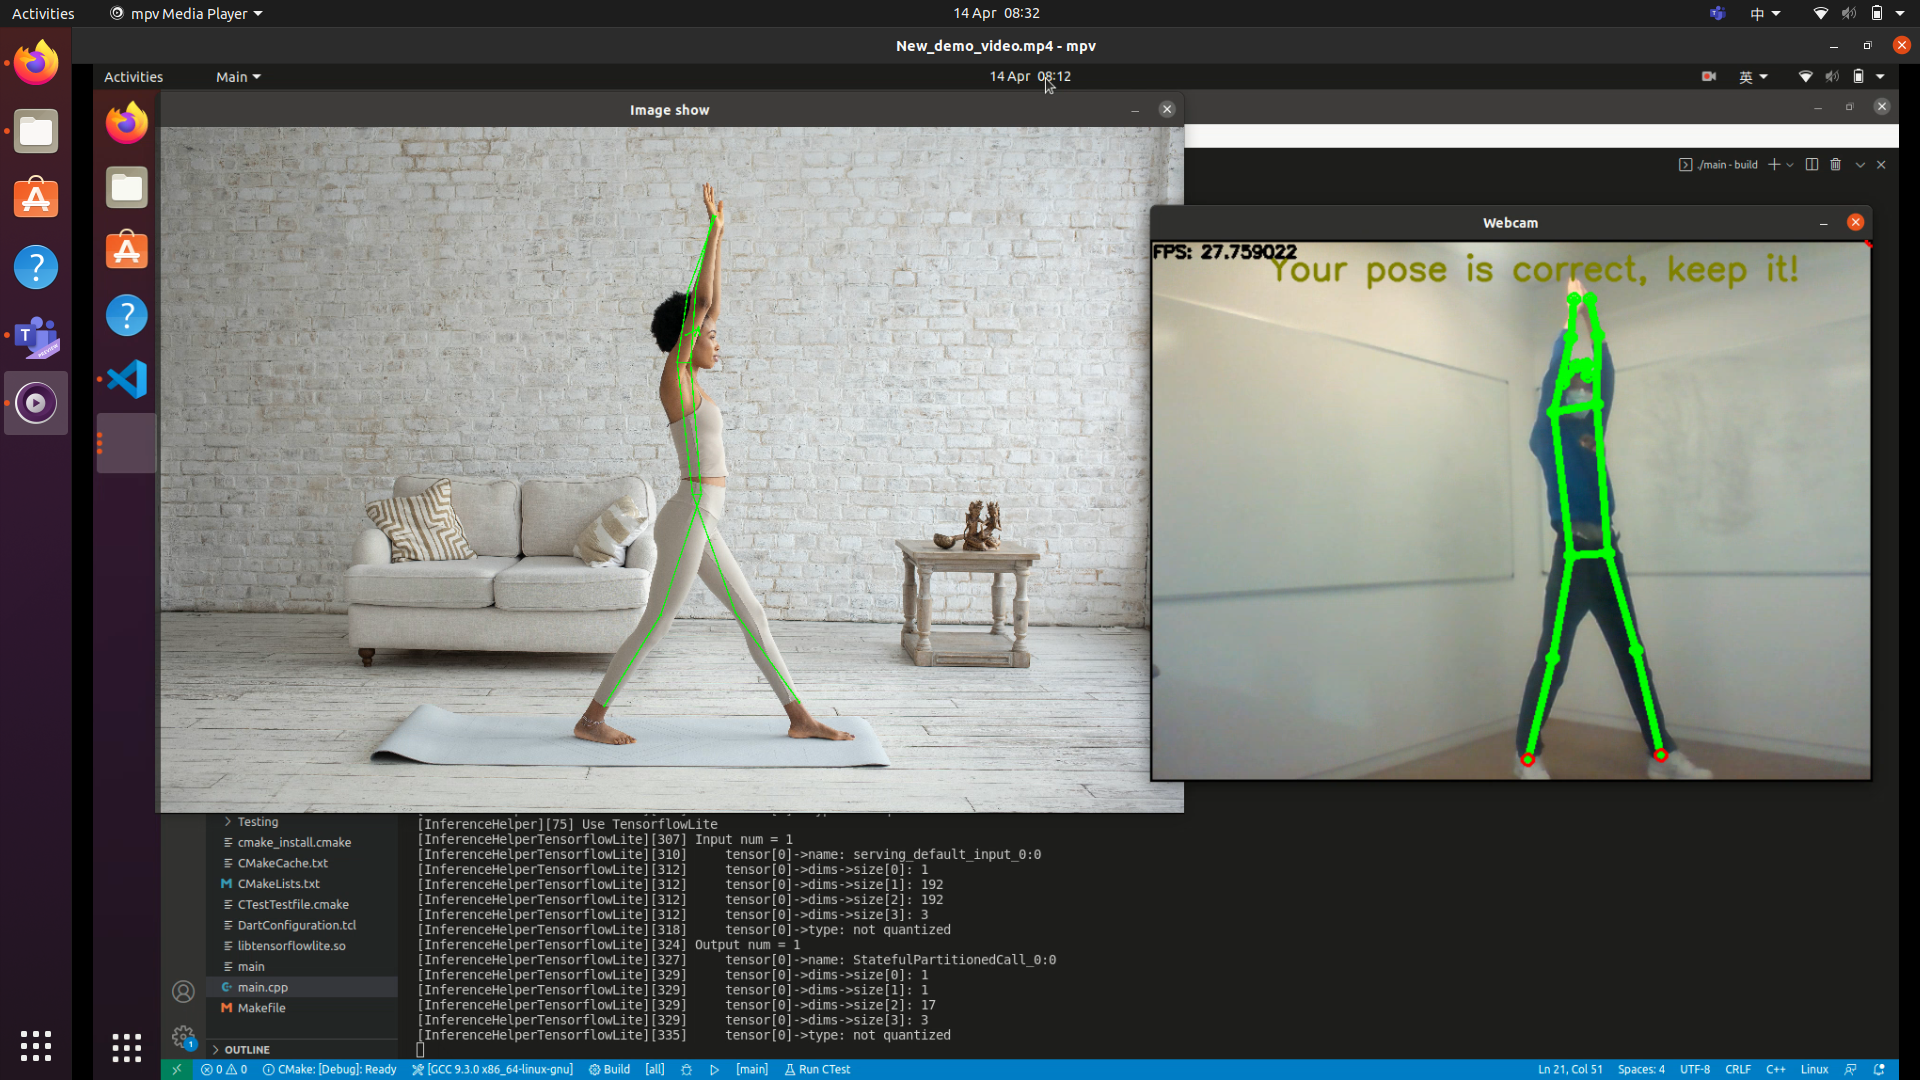 Activities
mpv Media Player
14 Apr 08:32
中
New_demo_video.mp4 - mpv
Activities
Main
14 Apr 08:12
英
Image show
./main - build
Webcam
FPS: 27.759022
Your pose is correct, keep it!
Testing
cmake_install.cmake
CMakeCache.txt
CMakeLists.txt
CTestTestfile.cmake
DartConfiguration.tcl
libtensorflowlite.so
main
main.cpp
Makefile
OUTLINE
[InferenceHelper][75] Use TensorflowLite
[InferenceHelperTensorflowLite][307] Input num = 1
[InferenceHelperTensorflowLite][310]     tensor[0]->name: serving_default_input_0:0
[InferenceHelperTensorflowLite][312]     tensor[0]->dims->size[0]: 1
[InferenceHelperTensorflowLite][312]     tensor[0]->dims->size[1]: 192
[InferenceHelperTensorflowLite][312]     tensor[0]->dims->size[2]: 192
[InferenceHelperTensorflowLite][312]     tensor[0]->dims->size[3]: 3
[InferenceHelperTensorflowLite][318]     tensor[0]->type: not quantized
[InferenceHelperTensorflowLite][324] Output num = 1
[InferenceHelperTensorflowLite][327]     tensor[0]->name: StatefulPartitionedCall_0:0
[InferenceHelperTensorflowLite][329]     tensor[0]->dims->size[0]: 1
[InferenceHelperTensorflowLite][329]     tensor[0]->dims->size[1]: 1
[InferenceHelperTensorflowLite][329]     tensor[0]->dims->size[2]: 17
[InferenceHelperTensorflowLite][329]     tensor[0]->dims->size[3]: 3
[InferenceHelperTensorflowLite][335]     tensor[0]->type: not quantized
0 0 CMake: [Debug]: Ready [GCC 9.3.0 x86_64-linux-gnu] Build [all] [main] Run CTest Ln 21, Col 51 Spaces: 4 UTF-8 CRLF C++ Linux